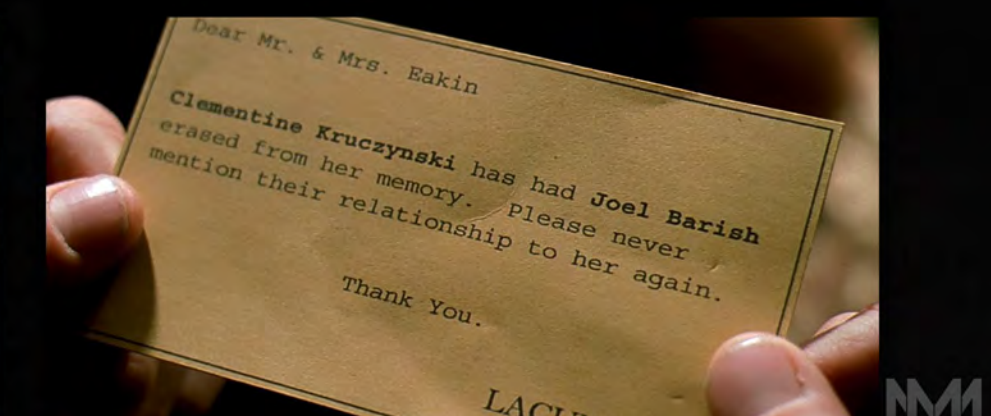 Dear Mr. & Mrs. Eakin
Clementine Kruczynski has had Joel Barish
erased from her memory. Please never
mention their relationship to her again.
Thank You.